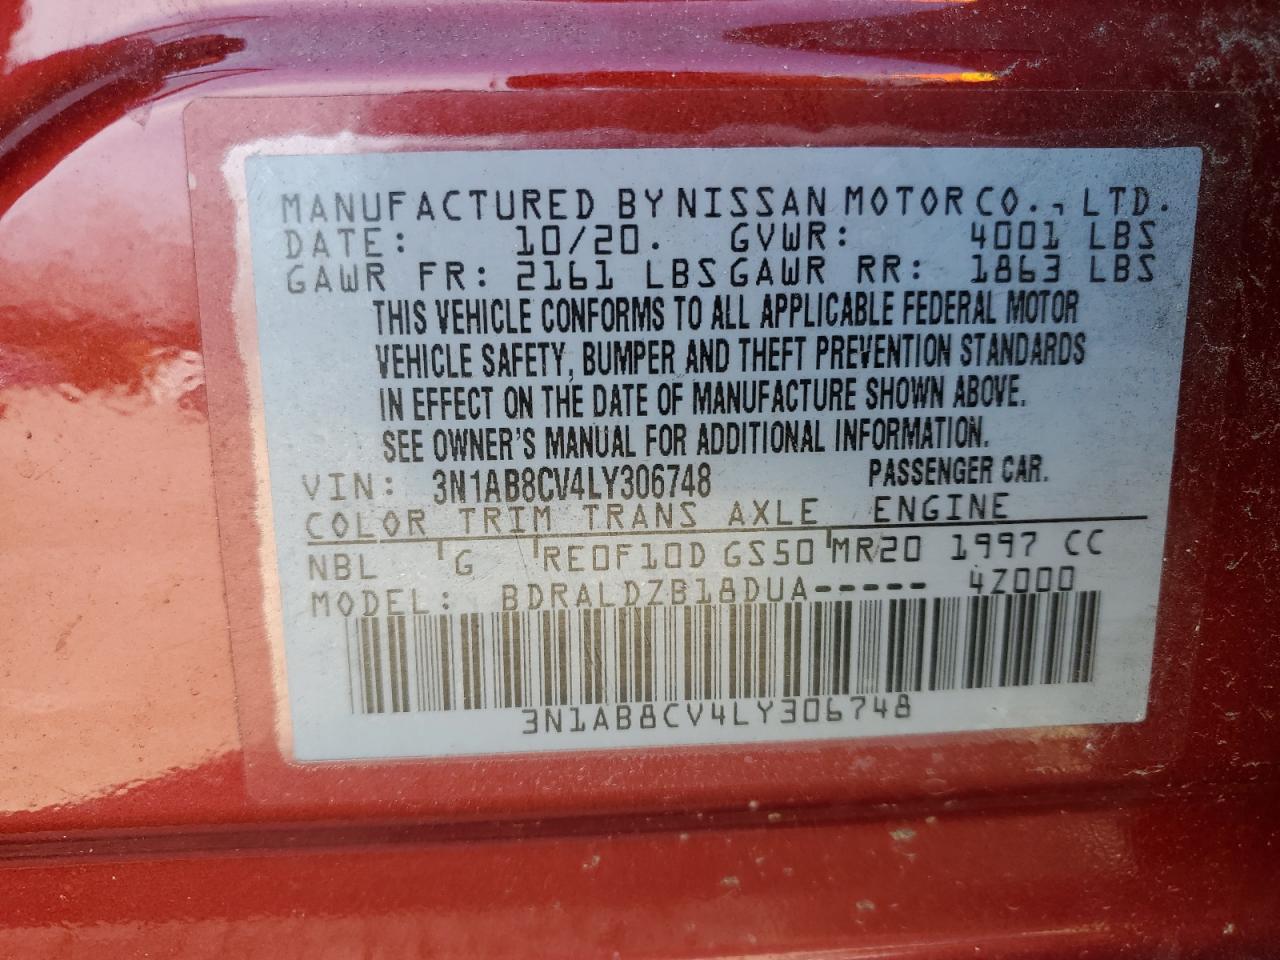 MANUFACTURED BY NISSAN MOTOR CO., LTD.
DATE: 10/20. GVWR: 4001 LBS
GAWR FR: 2161 LBS GAWR RR: 1863 LBS
THIS VEHICLE CONFORMS TO ALL APPLICABLE FEDERAL MOTOR
VEHICLE SAFETY, BUMPER AND THEFT PREVENTION STANDARDS
IN EFFECT ON THE DATE OF MANUFACTURE SHOWN ABOVE.
SEE OWNER'S MANUAL FOR ADDITIONAL INFORMATION.
VIN: 3N1AB8CV4LY306748 PASSENGER CAR.
COLOR TRIM TRANS AXLE ENGINE
NBL G RE0F10D GS50 MR20 1997 CC
MODEL: BDRALDZB18DUA----- 4Z000
3N1AB8CV4LY306748